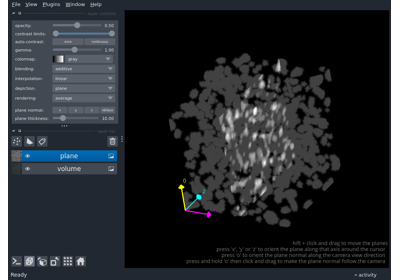 File View Plugins Window Help
opacity: 0.50
contrast limits:
auto-contrast: once continuous
gamma: 1.00
colormap: gray
blending: additive
interpolation: linear
depiction: plane
rendering: average
plane normal: x y z oblique
plane thickness: 10.00
plane
volume
0
2
shift + click and drag to move the planes
press 'x', 'y' or 'z' to orient the plane along that axis around the cursor
press 'o' to orient the plane normal along the camera view direction
press and hold 'o' then click and drag to make the plane normal follow the camera
Ready
activity